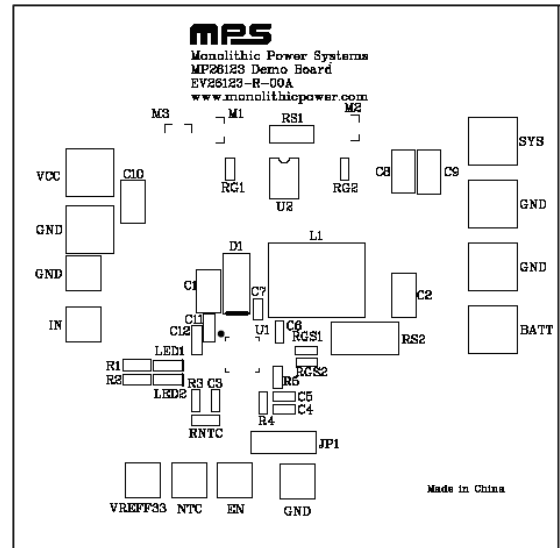 mps
Monolithic Power Systems
MP26123 Demo Board
EV26123-R-00A
www.monolithicpower.com
M3
M1
RS1
M2
SYS
VCC
C10
RG1
U2
RG2
C8
C9
GND
GND
D1
L1
GND
C1
C7
C2
GND
IN
C11
C12
U1
C6
RGS1
RS2
BATT
R1
LED1
RGS2
R2
LED2
R5
R3
C3
C5
R4
C4
RNTC
JP1
VREFF33
NTC
EN
GND
Made in China